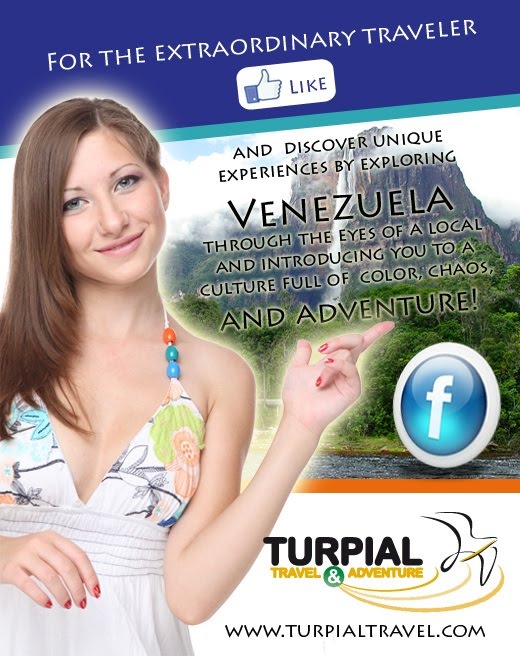 FOR THE EXTRAORDINARY TRAVELER
LIKE
AND DISCOVER UNIQUE
EXPERIENCES BY EXPLORING
VENEZUELA
THROUGH THE EYES OF A LOCAL
AND INTRODUCING YOU TO A
CULTURE FULL OF COLOR, CHAOS,
AND ADVENTURE!
f
TURPIAL
TRAVEL & ADVENTURE
WWW.TURPIALTRAVEL.COM